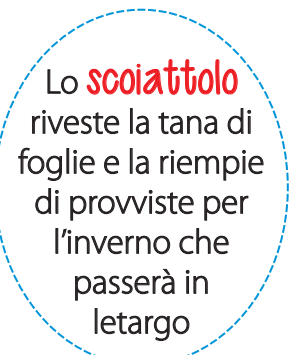 Lo scoiattolo
riveste la tana di
foglie e la riempie
di provviste per
l'inverno che
passerà in
letargo